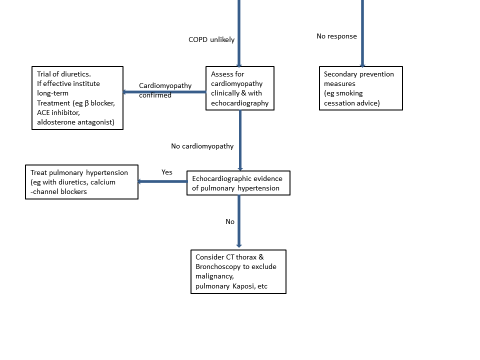 COPD unlikely
No response
Trial of diuretics.
If effective institute
long-term
Treatment (eg β blocker,
ACE inhibitor,
aldosterone antagonist)
Cardiomyopathy
confirmed
Assess for
cardiomyopathy
clinically & with
echocardiography
Secondary prevention
measures
(eg smoking
cessation advice)
No cardiomyopathy
Treat pulmonary hypertension
(eg with diuretics, calcium
-channel blockers
Yes
Echocardiographic evidence
of pulmonary hypertension
No
Consider CT thorax &
Bronchoscopy to exclude
malignancy,
pulmonary Kaposi, etc